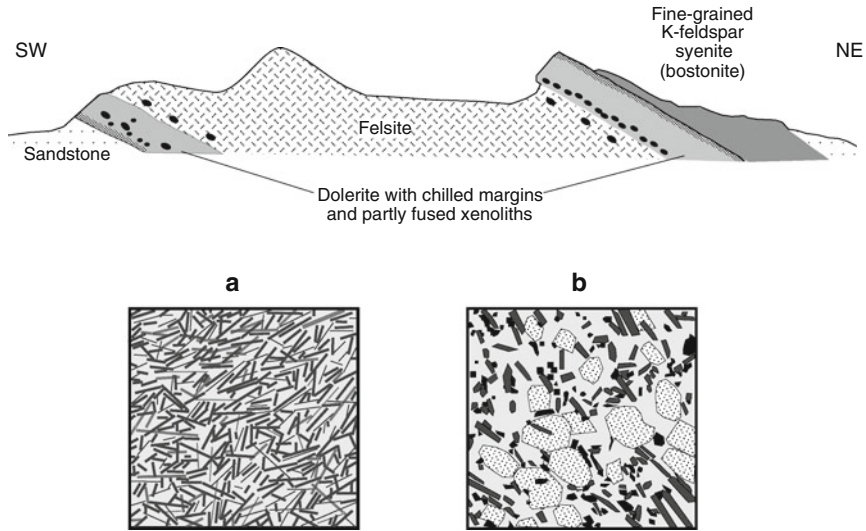 SW
Fine-grained
K-feldspar
syenite
(bostonite)
NE
Felsite
Sandstone
Dolerite with chilled margins
and partly fused xenoliths
a
b